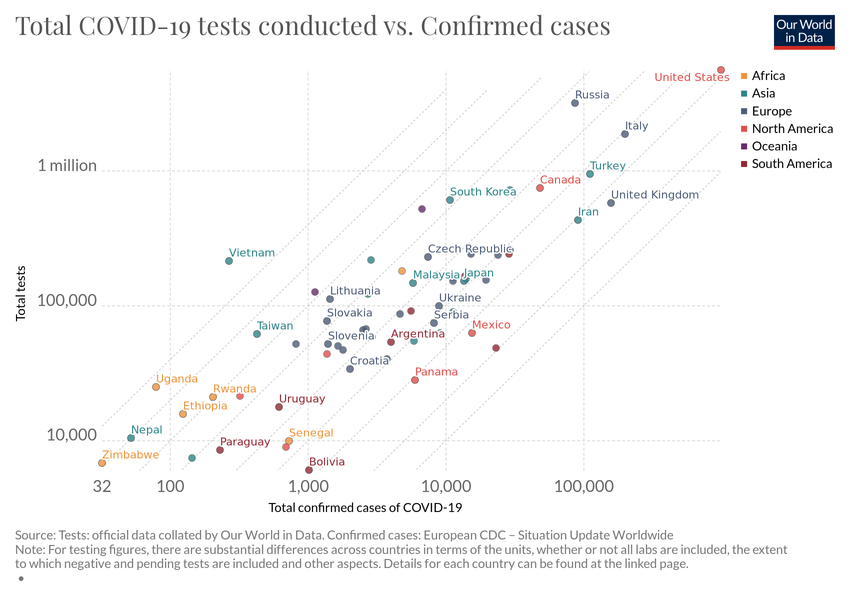 Total COVID-19 tests conducted vs. Confirmed cases
Our World
in Data
United States
Africa
Asia
Europe
North America
Oceania
South America
Russia
Italy
1 million
Turkey
Canada
South Korea
United Kingdom
Iran
Czech Republic
Vietnam
Malaysia
Japan
Lithuania
Ukraine
100,000
Slovakia
Serbia
Taiwan
Mexico
Slovenia
Argentina
Croatia
Panama
Uganda
Rwanda
Ethiopia
Uruguay
Nepal
Senegal
10,000
Paraguay
Zimbabwe
Bolivia
Total tests
32
100
1,000
10,000
100,000
Total confirmed cases of COVID-19
Source: Tests: official data collated by Our World in Data. Confirmed cases: European CDC – Situation Update Worldwide
Note: For testing figures, there are substantial differences across countries in terms of the units, whether or not all labs are included, the extent
to which negative and pending tests are included and other aspects. Details for each country can be found at the linked page.
•